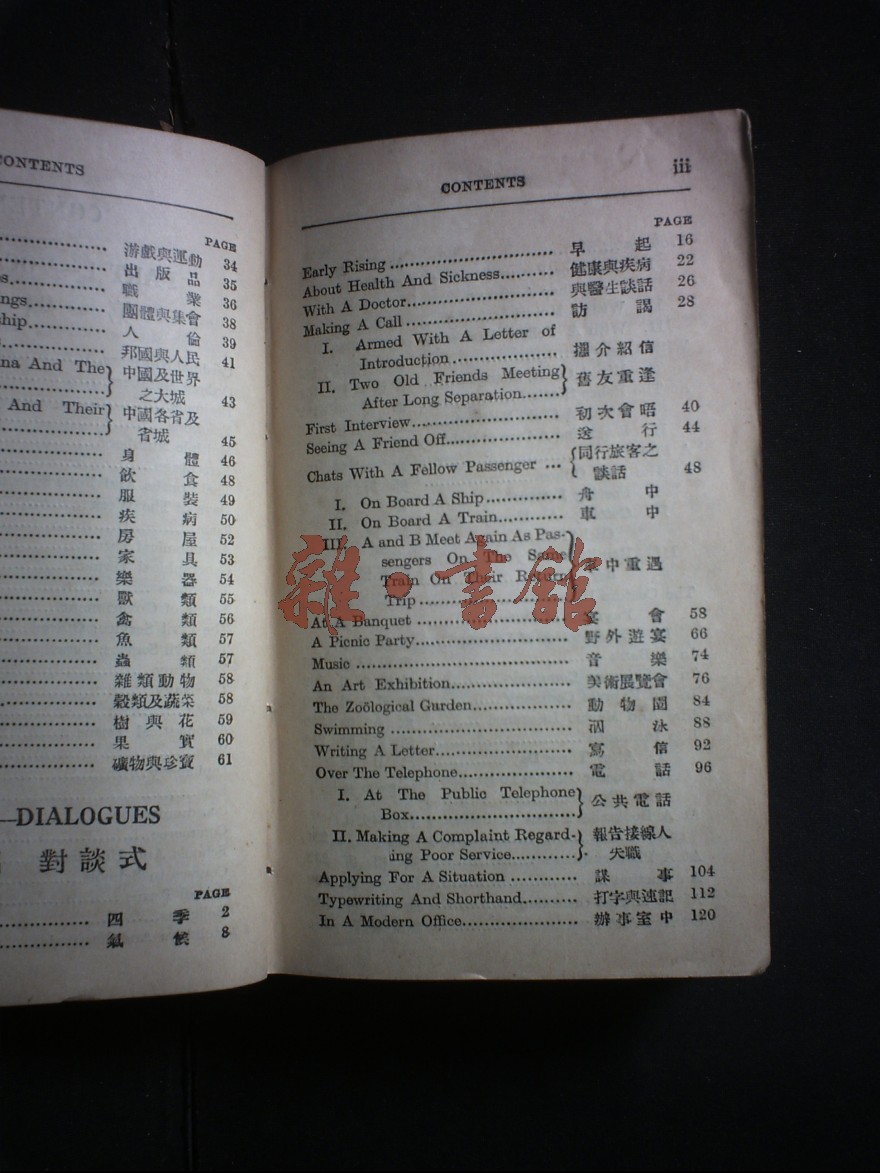 CONTENTS
PAGE
游戲與運動 34
出版品 35
職業 36
ings 團體與集會 38
ship 人倫 39
邦國與人民 41
na And The 中國及世界
之大城 43
And Their 中國各省及
省城 45
身體 46
飲食 48
服裝 49
疾病 50
房屋 52
家具 53
樂器 54
獸類 55
禽類 56
魚類 57
蟲類 57
雜類動物 58
穀類及蔬菜 58
樹與花 59
果實 60
礦物與珍寶 61
—DIALOGUES
對談式
PAGE
四季 2
氣候 8
CONTENTS iii
PAGE
Early Rising 早起 16
About Health And Sickness 健康與疾病 22
With A Doctor 與醫生談話 26
Making A Call 訪謁 28
I. Armed With A Letter of
Introduction 攜介紹信
II. Two Old Friends Meeting
After Long Separation 舊友重逢
First Interview 初次會晤 40
Seeing A Friend Off 送行 44
Chats With A Fellow Passenger 同行旅客之
談話 48
I. On Board A Ship 舟中
II. On Board A Train 車中
III. A and B Meet Again As Pas-
sengers On The Same
Train On Their Return
Trip 中重遇
At A Banquet 宴會 58
A Picnic Party 野外遊宴 66
Music 音樂 74
An Art Exhibition 美術展覽會 76
The Zoölogical Garden 動物園 84
Swimming 泅泳 88
Writing A Letter 寫信 92
Over The Telephone 電話 96
I. At The Public Telephone
Box 公共電話
II. Making A Complaint Regard-
ing Poor Service 報告接線人
失職
Applying For A Situation 謀事 104
Typewriting And Shorthand 打字與速記 112
In A Modern Office 辦事室中 120
雜·書館